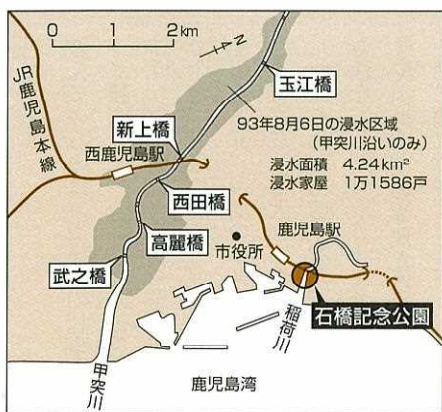 0 1 2 km
N
JR鹿児島本線
玉江橋
93年8月6日の浸水区域
(甲突川沿いのみ)
浸水面積 4.24km²
浸水家屋 1万1586戸
新上橋
西鹿児島駅
西田橋
高麗橋
武之橋
市役所
鹿児島駅
石橋記念公園
稲荷川
甲突川
鹿児島湾